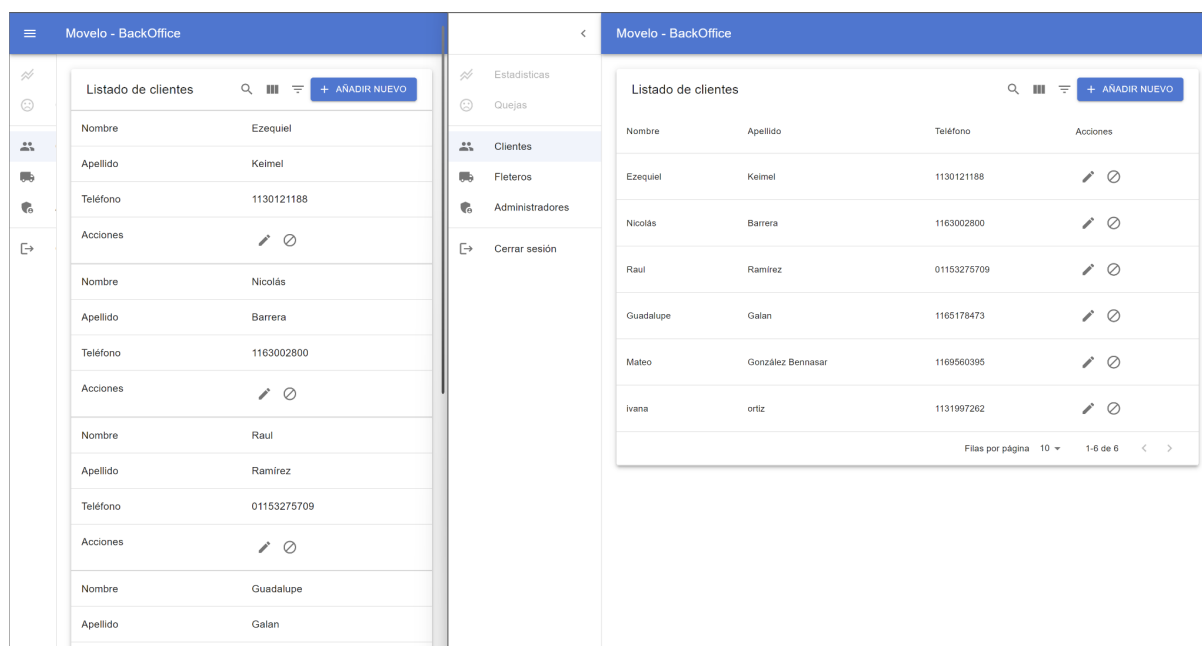 Movelo - BackOffice
Listado de clientes
+ AÑADIR NUEVO
Nombre Ezequiel
Apellido Keimel
Teléfono 1130121188
Acciones
Nombre Nicolás
Apellido Barrera
Teléfono 1163002800
Acciones
Nombre Raul
Apellido Ramírez
Teléfono 01153275709
Acciones
Nombre Guadalupe
Apellido Galan
Estadisticas
Quejas
Clientes
Fleteros
Administradores
Cerrar sesión
Movelo - BackOffice
Listado de clientes
+ AÑADIR NUEVO
Nombre Apellido Teléfono Acciones
Ezequiel Keimel 1130121188
Nicolás Barrera 1163002800
Raul Ramírez 01153275709
Guadalupe Galan 1165178473
Mateo González Bennasar 1169560395
ivana ortiz 1131997262
Filas por página 10 1-6 de 6